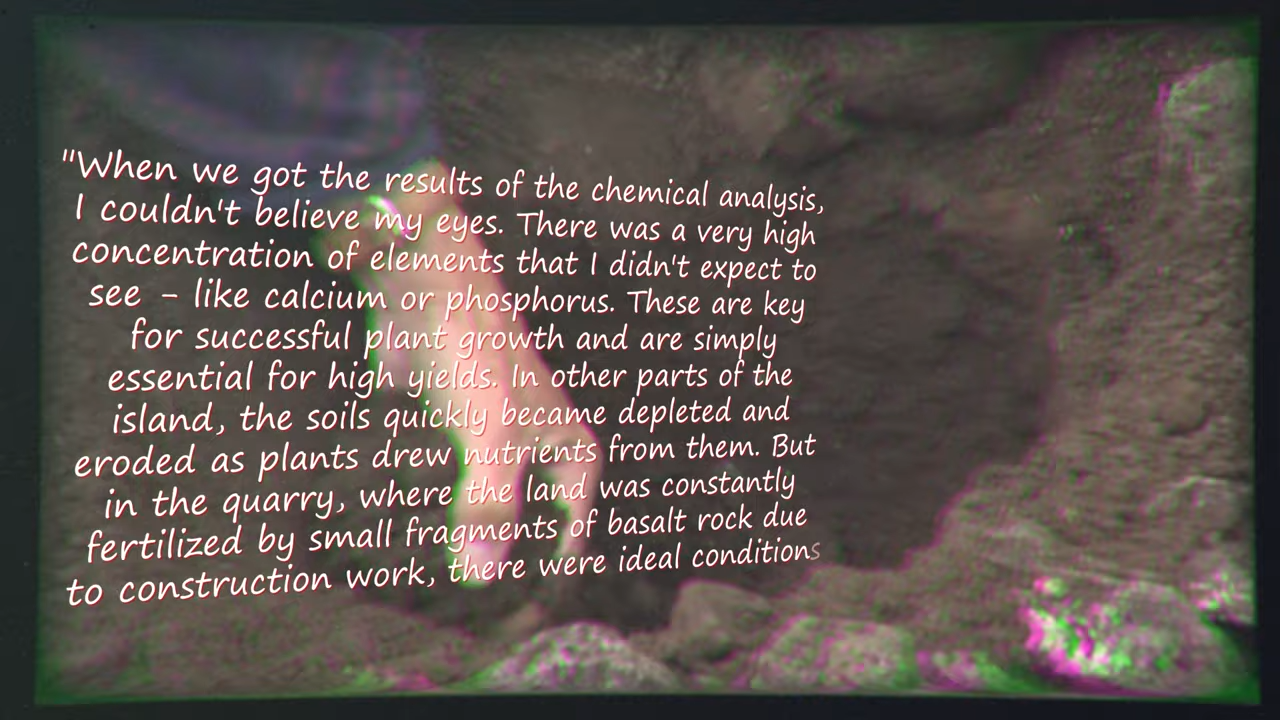 "When we got the results of the chemical analysis,
I couldn't believe my eyes. There was a very high
concentration of elements that I didn't expect to
see – like calcium or phosphorus. These are key
for successful plant growth and are simply
essential for high yields. In other parts of the
island, the soils quickly became depleted and
eroded as plants drew nutrients from them. But
in the quarry, where the land was constantly
fertilized by small fragments of basalt rock due
to construction work, there were ideal conditions